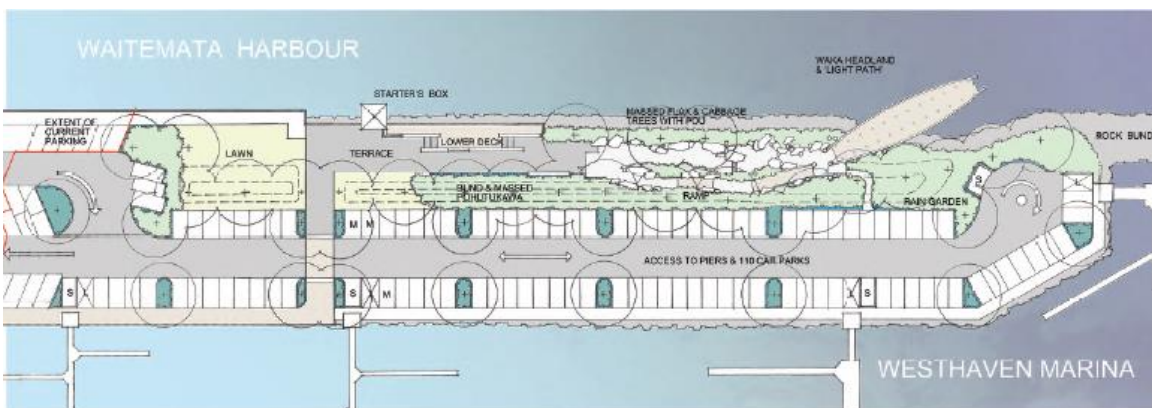 WAITEMATA HARBOUR
WAKA HEADLAND
& 'LIGHT PATH'
STARTER'S BOX
EXTENT OF
CURRENT
PARKING
MASSED FLAX & CABBAGE
TREES WITH POU
ROCK BUND
LAWN
TERRACE
LOWER DECK
BUND & MASSED
POHUTUKAWA
RAMP
RAIN GARDEN
S
L
M M
ACCESS TO PIERS & 110 CAR PARKS
S L
S L M
L S
WESTHAVEN MARINA